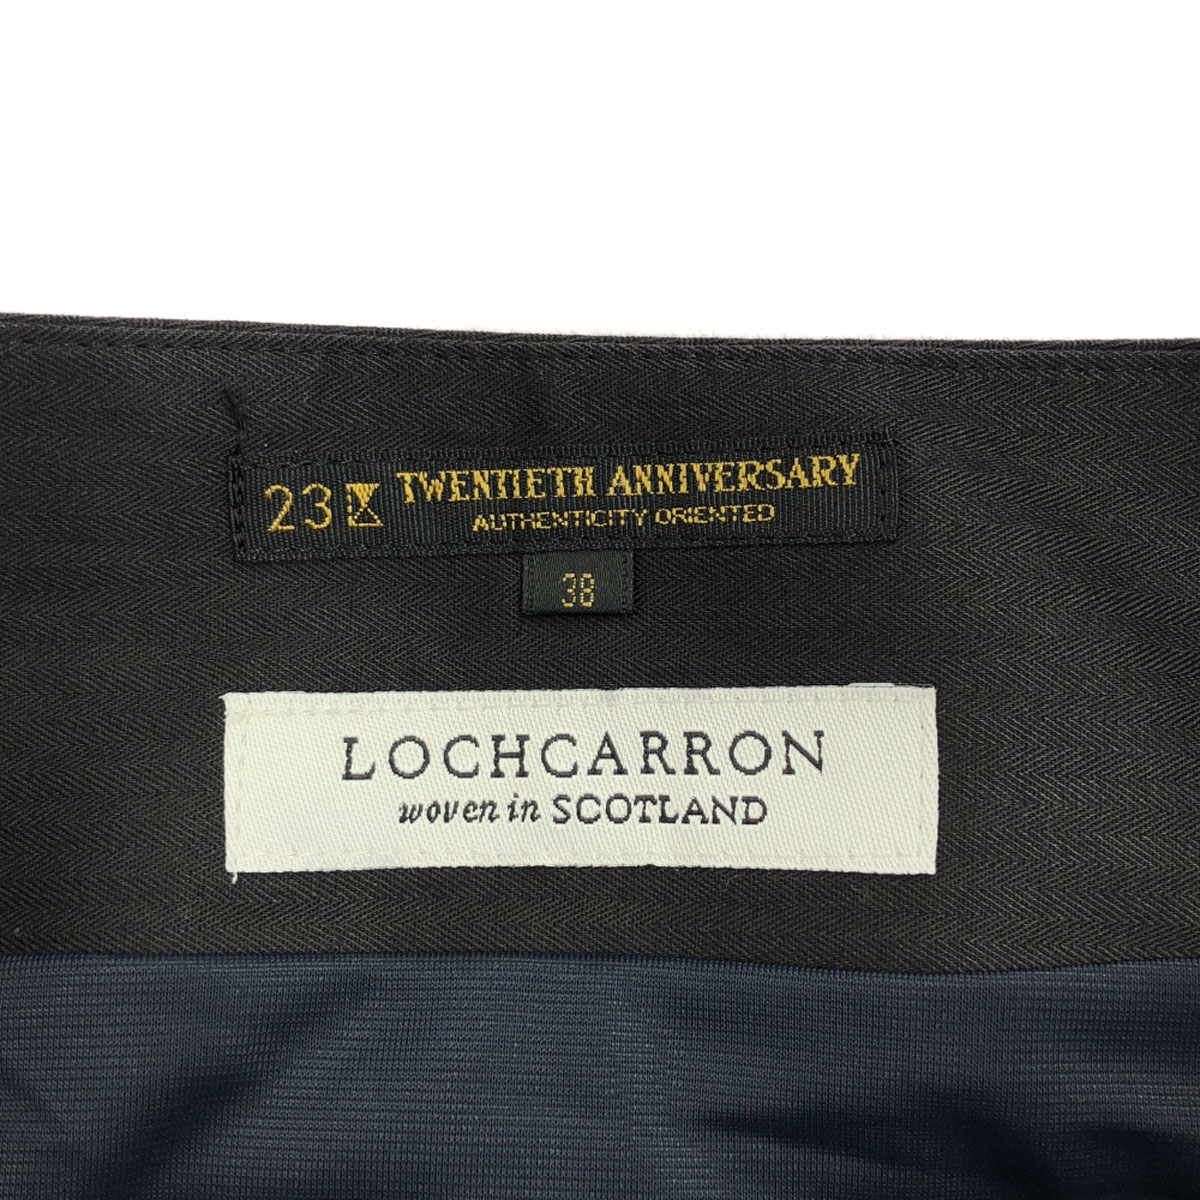 23 TWENTIETH ANNIVERSARY
AUTHENTICITY ORIENTED
38
LOCHCARRON
woven in SCOTLAND